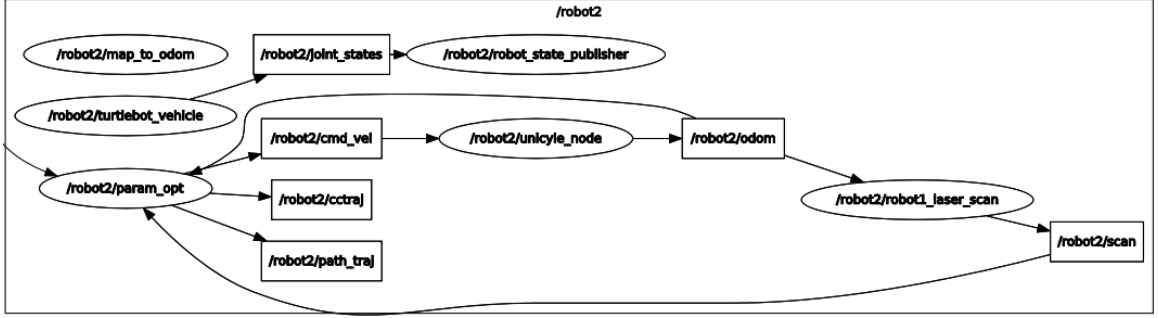 /robot2
/robot2/map_to_odom
/robot2/joint_states
/robot2/robot_state_publisher
/robot2/turtlebot_vehicle
/robot2/cmd_vel
/robot2/unicyle_node
/robot2/odom
/robot2/param_opt
/robot2/cctraj
/robot2/robot1_laser_scan
/robot2/path_traj
/robot2/scan